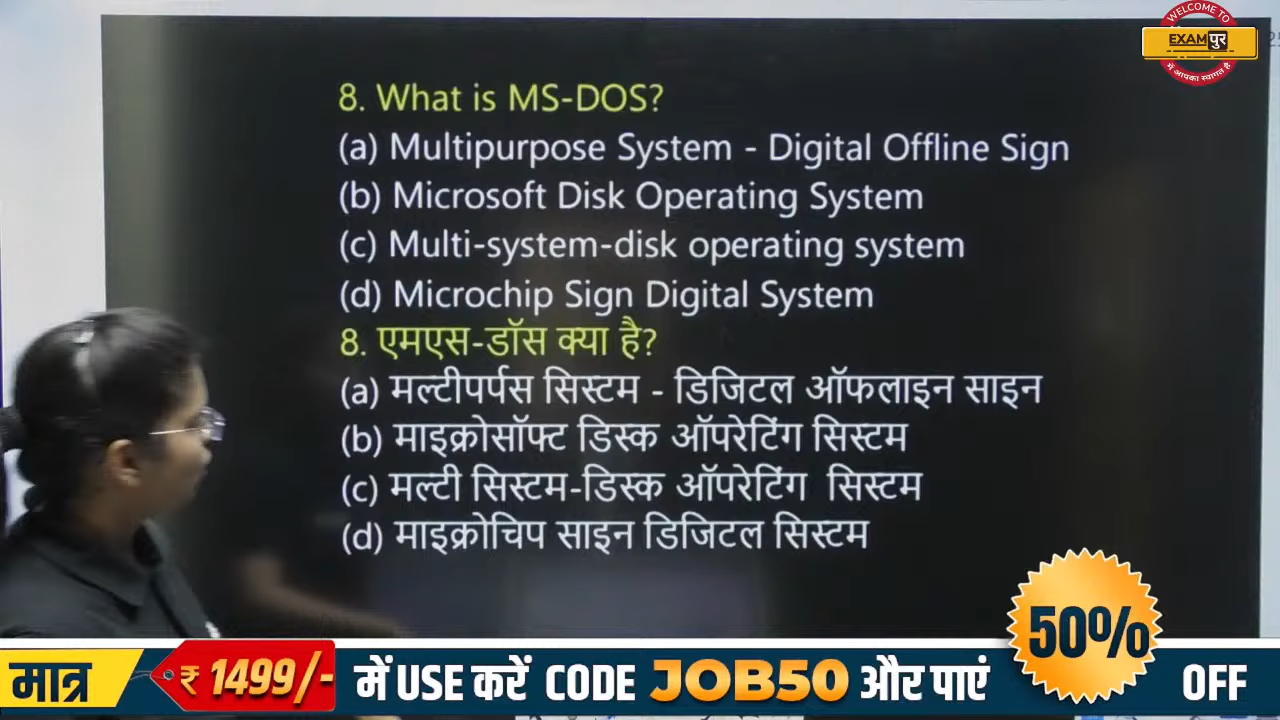 WELCOME TO
EXAMपुर
में आपका स्वागत है
8. What is MS-DOS?
(a) Multipurpose System - Digital Offline Sign
(b) Microsoft Disk Operating System
(c) Multi-system-disk operating system
(d) Microchip Sign Digital System
8. एमएस-डॉस क्या है?
(a) मल्टीपर्पस सिस्टम - डिजिटल ऑफलाइन साइन
(b) माइक्रोसॉफ्ट डिस्क ऑपरेटिंग सिस्टम
(c) मल्टी सिस्टम-डिस्क ऑपरेटिंग सिस्टम
(d) माइक्रोचिप साइन डिजिटल सिस्टम
मात्र ₹ 1499/- में USE करें CODE JOB50 और पाएं 50% OFF